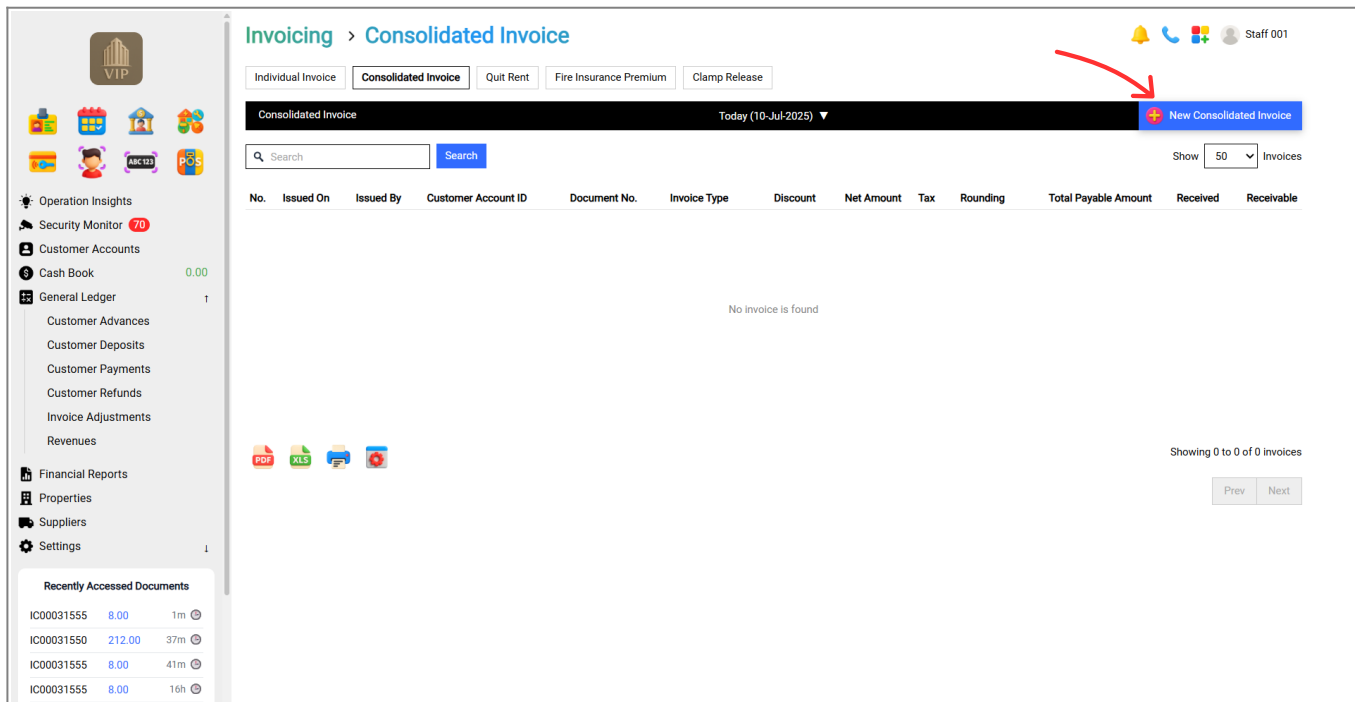 Invoicing > Consolidated Invoice
Staff 001
VIP
Individual Invoice Consolidated Invoice Quit Rent Fire Insurance Premium Clamp Release
Consolidated Invoice Today (10-Jul-2025) ▼ New Consolidated Invoice
Search Search Show 50 Invoices
ABC 123 POS
No. Issued On Issued By Customer Account ID Document No. Invoice Type Discount Net Amount Tax Rounding Total Payable Amount Received Receivable
No invoice is found
PDF XLS
Showing 0 to 0 of 0 invoices
Prev Next
Operation Insights
Security Monitor 70
Customer Accounts
Cash Book 0.00
General Ledger ↑
Customer Advances
Customer Deposits
Customer Payments
Customer Refunds
Invoice Adjustments
Revenues
Financial Reports
Properties
Suppliers
Settings ↓
Recently Accessed Documents
IC00031555 8.00 1m
IC00031550 212.00 37m
IC00031555 8.00 41m
IC00031555 8.00 16h